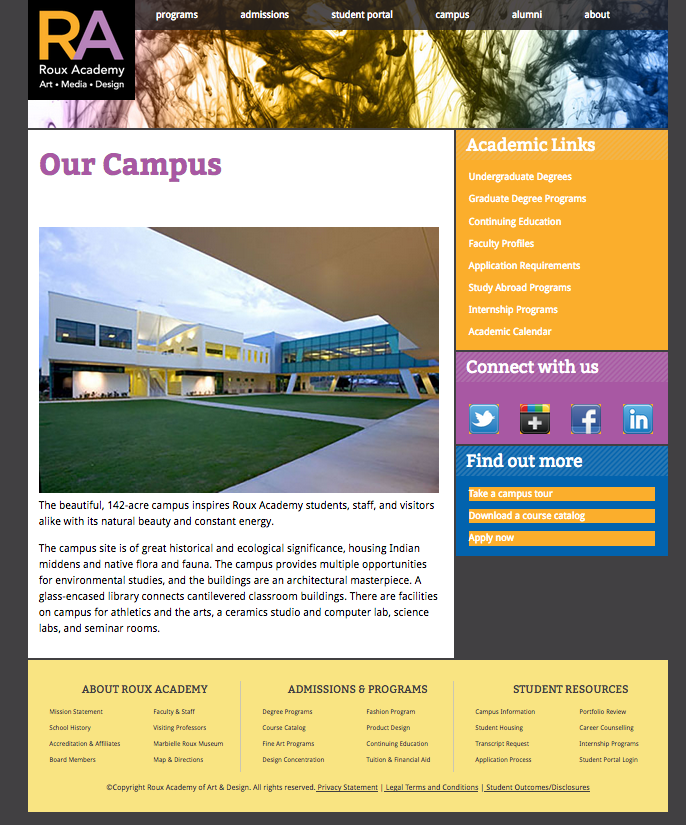 RA
Roux Academy
Art • Media • Design
programs admissions student portal campus alumni about
Our Campus
The beautiful, 142-acre campus inspires Roux Academy students, staff, and visitors
alike with its natural beauty and constant energy.
The campus site is of great historical and ecological significance, housing Indian
middens and native flora and fauna. The campus provides multiple opportunities
for environmental studies, and the buildings are an architectural masterpiece. A
glass-encased library connects cantilevered classroom buildings. There are facilities
on campus for athletics and the arts, a ceramics studio and computer lab, science
labs, and seminar rooms.
Academic Links
Undergraduate Degrees
Graduate Degree Programs
Continuing Education
Faculty Profiles
Application Requirements
Study Abroad Programs
Internship Programs
Academic Calendar
Connect with us
Find out more
Take a campus tour
Download a course catalog
Apply now
ABOUT ROUX ACADEMY
Mission Statement Faculty & Staff
School History Visiting Professors
Accreditation & Affiliates Marbielle Roux Museum
Board Members Map & Directions
ADMISSIONS & PROGRAMS
Degree Programs Fashion Program
Course Catalog Product Design
Fine Art Programs Continuing Education
Design Concentration Tuition & Financial Aid
STUDENT RESOURCES
Campus Information Portfolio Review
Student Housing Career Counselling
Transcript Request Internship Programs
Application Process Student Portal Login
©Copyright Roux Academy of Art & Design. All rights reserved. Privacy Statement | Legal Terms and Conditions | Student Outcomes/Disclosures